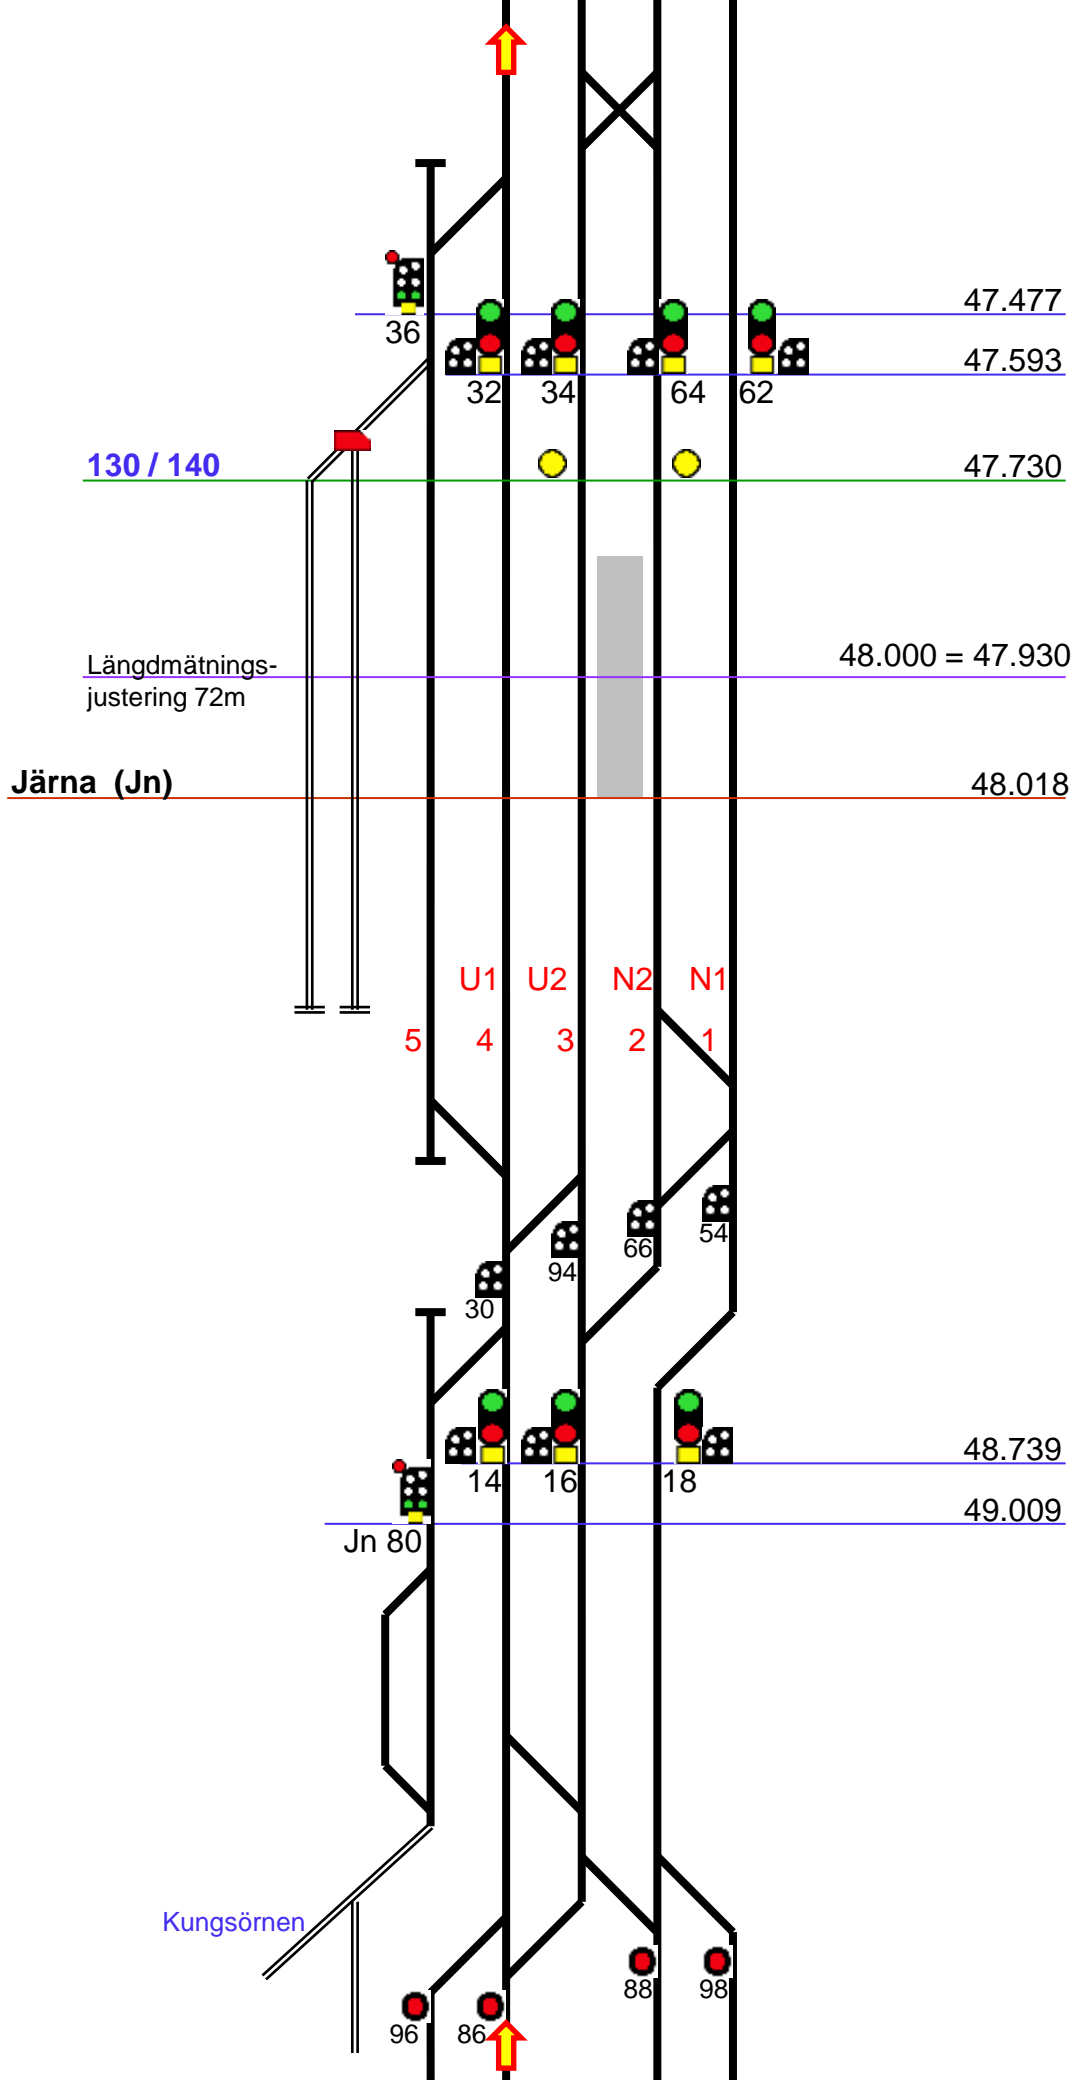 47.477
36
47.593
32 34 64 62
130 / 140
47.730
Längdmätnings-
justering 72m
48.000 = 47.930
Järna (Jn)
48.018
U1 U2 N2 N1
5 4 3 2 1
54
66
94
30
48.739
14 16 18
49.009
Jn 80
Kungsörnen
88 98
96 86